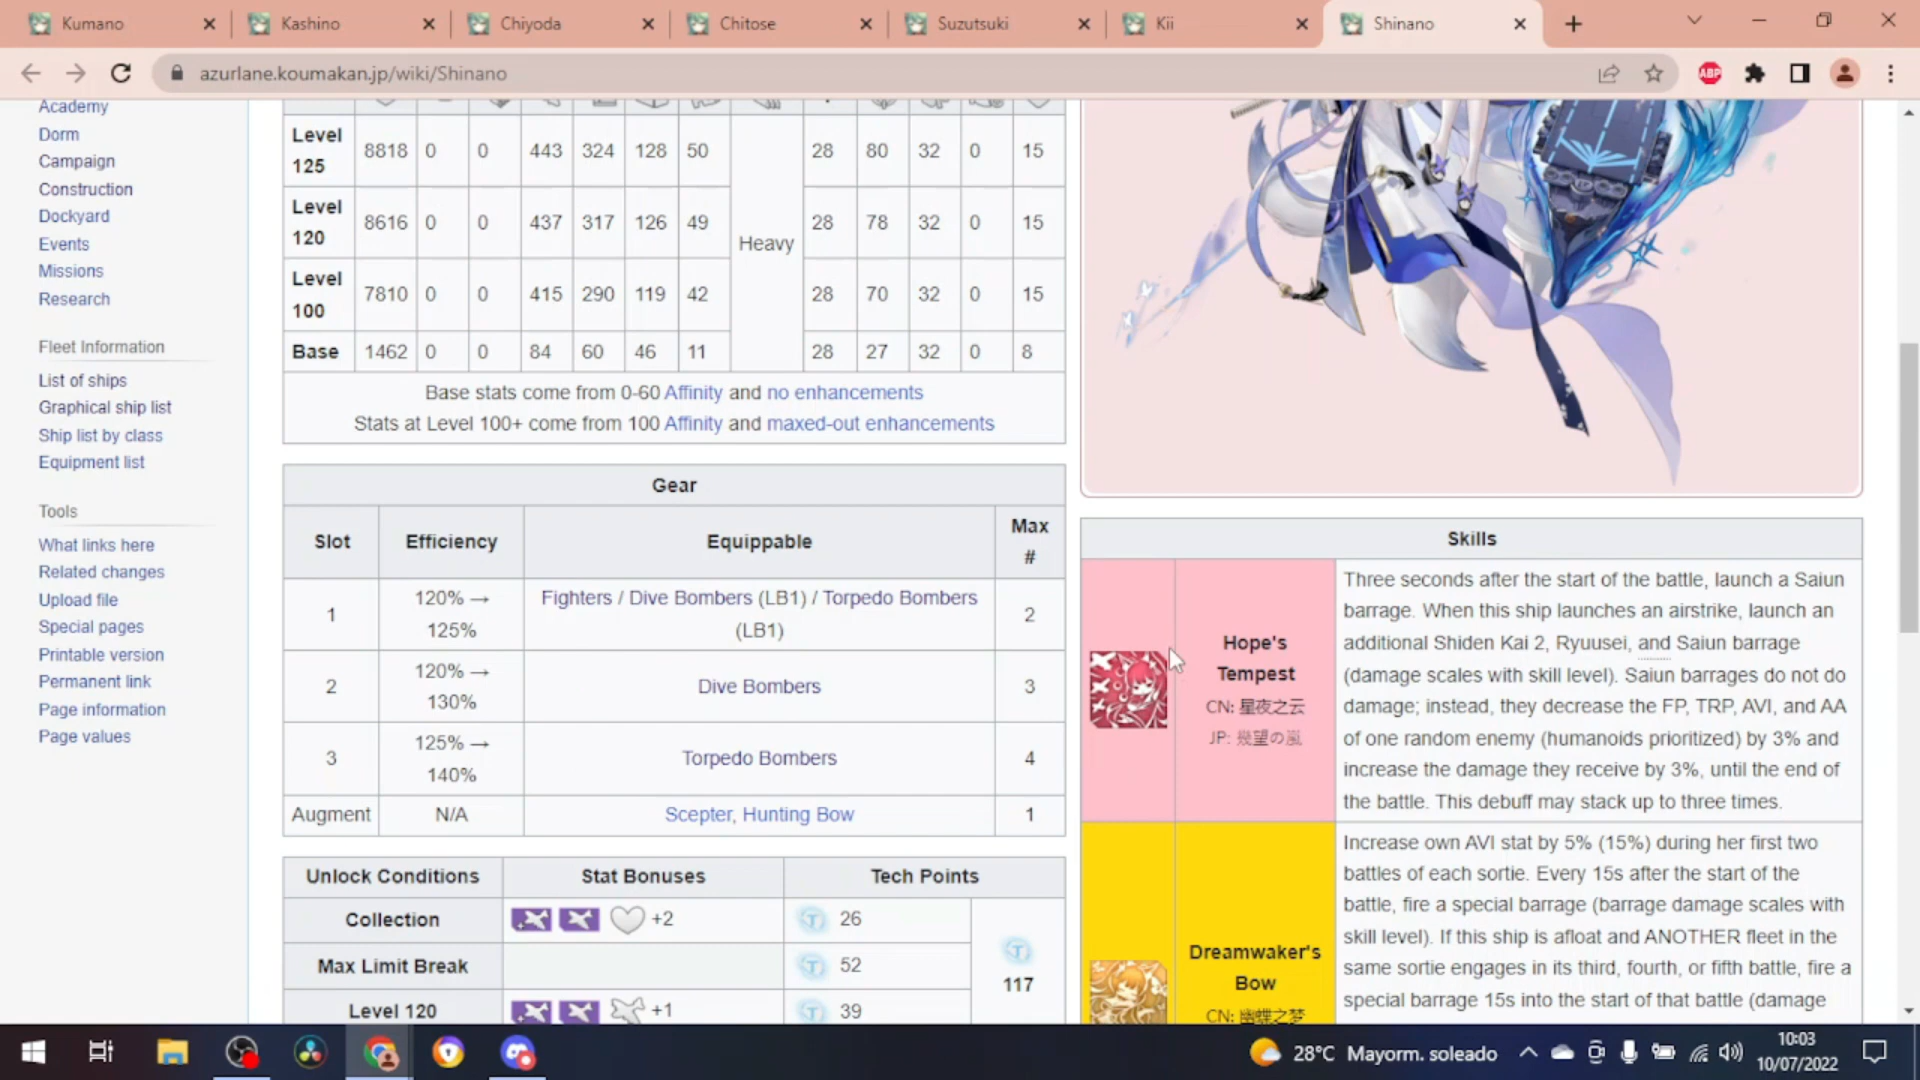 Kumano
Kashino
Chiyoda
Chitose
Suzutsuki
Kii
Shinano
azurlane.koumakan.jp/wiki/Shinano
ABP
Academy
Dorm
Campaign
Construction
Dockyard
Events
Missions
Research
Fleet Information
List of ships
Graphical ship list
Ship list by class
Equipment list
Tools
What links here
Related changes
Upload file
Special pages
Printable version
Permanent link
Page information
Page values
Level 125 8818 0 0 443 324 128 50 28 80 32 0 15
Level 120 8616 0 0 437 317 126 49 Heavy 28 78 32 0 15
Level 100 7810 0 0 415 290 119 42 28 70 32 0 15
Base 1462 0 0 84 60 46 11 28 27 32 0 8
Base stats come from 0-60 Affinity and no enhancements
Stats at Level 100+ come from 100 Affinity and maxed-out enhancements
Gear
Slot Efficiency Equippable Max #
1 120% → 125% Fighters / Dive Bombers (LB1) / Torpedo Bombers (LB1) 2
2 120% → 130% Dive Bombers 3
3 125% → 140% Torpedo Bombers 4
Augment N/A Scepter, Hunting Bow 1
Unlock Conditions Stat Bonuses Tech Points
Collection +2 26
Max Limit Break 52
117
Level 120 +1 39
Skills
Hope's
Tempest
CN: 星夜之云
JP: 幾望の嵐
Three seconds after the start of the battle, launch a Saiun
barrage. When this ship launches an airstrike, launch an
additional Shiden Kai 2, Ryuusei, and Saiun barrage
(damage scales with skill level). Saiun barrages do not do
damage; instead, they decrease the FP, TRP, AVI, and AA
of one random enemy (humanoids prioritized) by 3% and
increase the damage they receive by 3%, until the end of
the battle. This debuff may stack up to three times.
Dreamwaker's
Bow
CN: 幽蝶之梦
Increase own AVI stat by 5% (15%) during her first two
battles of each sortie. Every 15s after the start of the
battle, fire a special barrage (barrage damage scales with
skill level). If this ship is afloat and ANOTHER fleet in the
same sortie engages in its third, fourth, or fifth battle, fire a
special barrage 15s into the start of that battle (damage
28°C Mayorm. soleado
10:03
10/07/2022